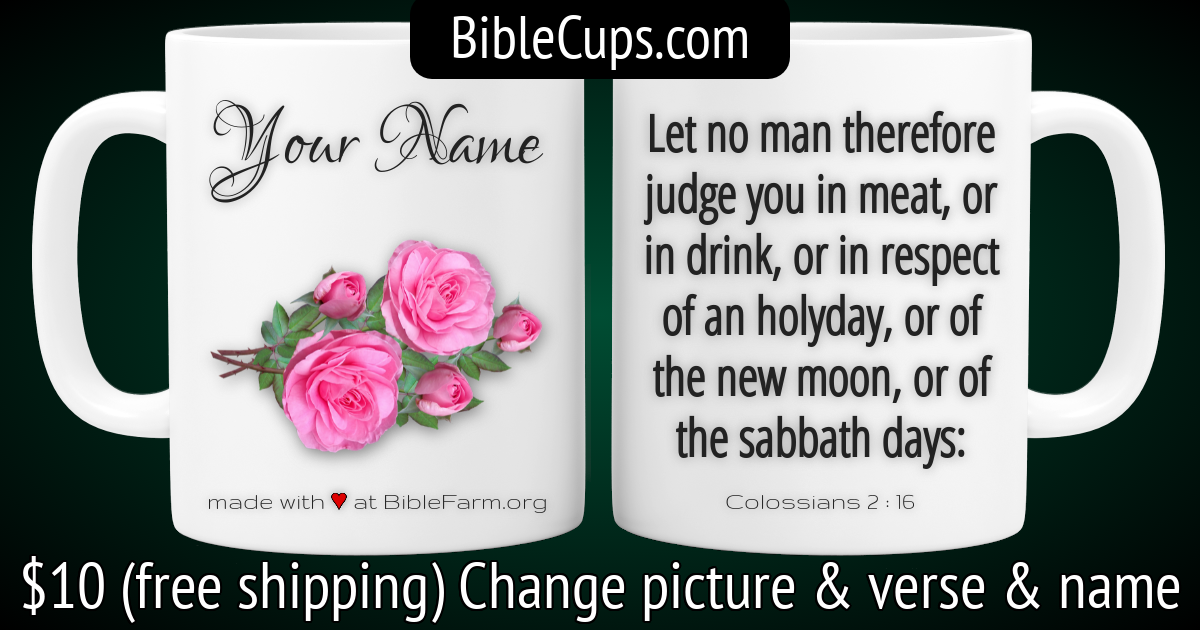 BibleCups.com
Your Name
made with ♥ at BibleFarm.org
Let no man therefore
judge you in meat, or
in drink, or in respect
of an holyday, or of
the new moon, or of
the sabbath days:
Colossians 2 : 16
$10 (free shipping) Change picture & verse & name